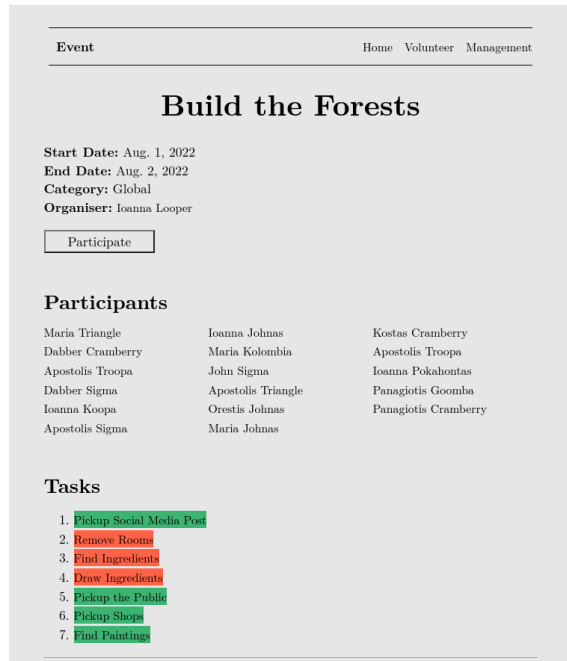 Event Home Volunteer Management
Build the Forests
Start Date: Aug. 1, 2022
End Date: Aug. 2, 2022
Category: Global
Organiser: Ioanna Looper
Participate
Participants
Maria Triangle
Dabber Cramberry
Apostolis Troopa
Dabber Sigma
Ioanna Koopa
Apostolis Sigma
Ioanna Johnas
Maria Kolombia
John Sigma
Apostolis Triangle
Orestis Johnas
Maria Johnas
Kostas Cramberry
Apostolis Troopa
Ioanna Pokahontas
Panagiotis Goomba
Panagiotis Cramberry
Tasks
1. Pickup Social Media Post
2. Remove Rooms
3. Find Ingredients
4. Draw Ingredients
5. Pickup the Public
6. Pickup Shops
7. Find Paintings